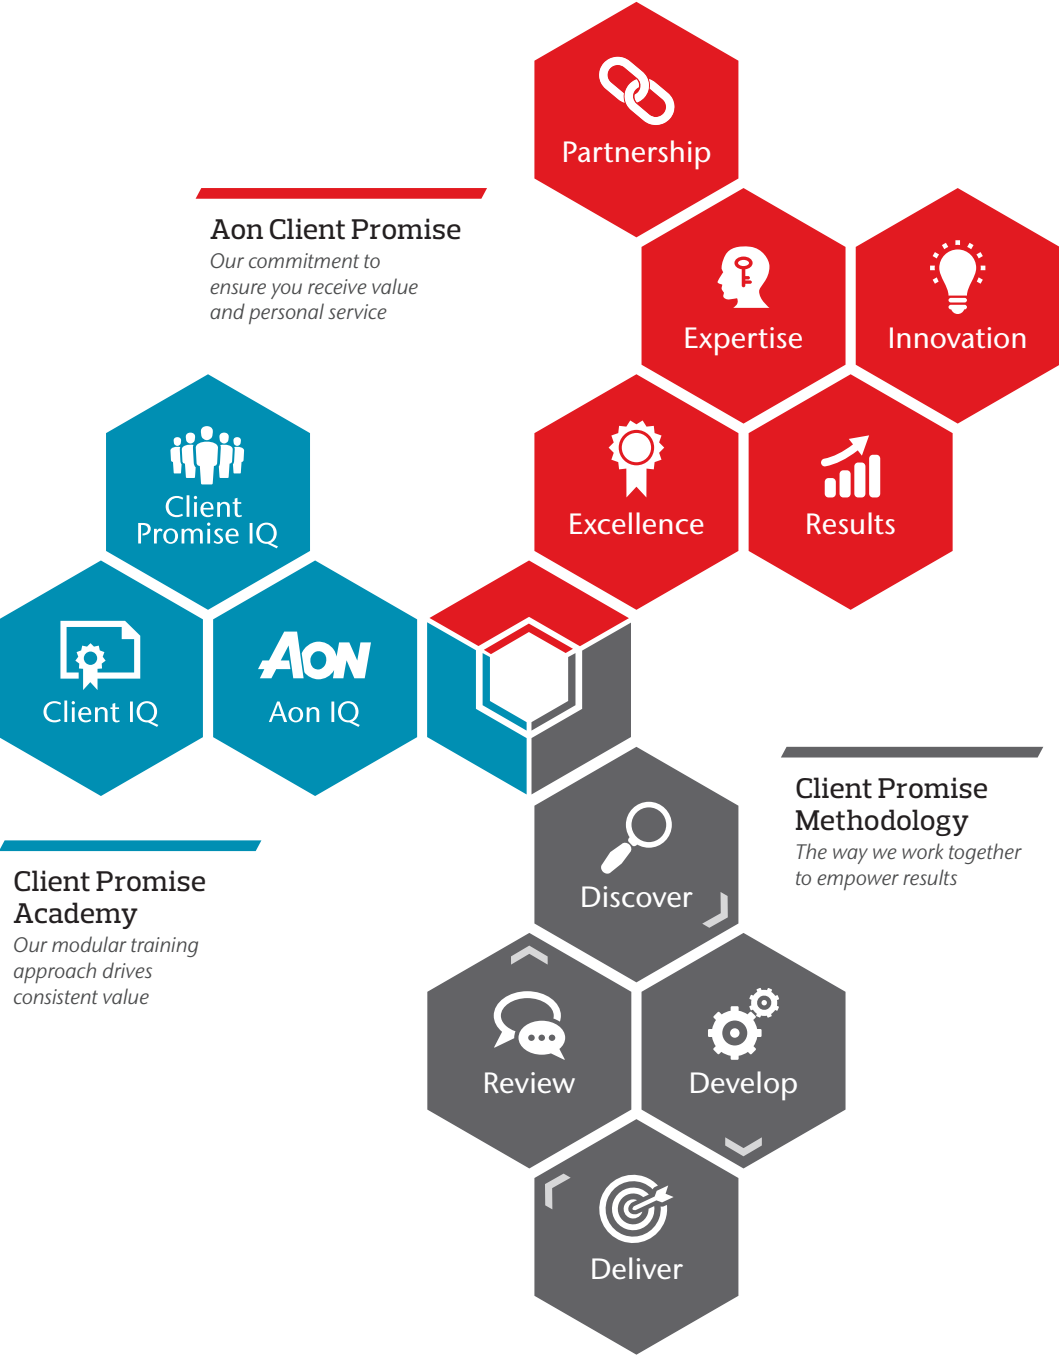 Partnership
Aon Client Promise
Our commitment to
ensure you receive value
and personal service
Expertise
Innovation
Excellence
Results
Client
Promise IQ
Client IQ
AON
Aon IQ
Client Promise
Academy
Our modular training
approach drives
consistent value
Client Promise
Methodology
The way we work together
to empower results
Discover
Review
Develop
Deliver